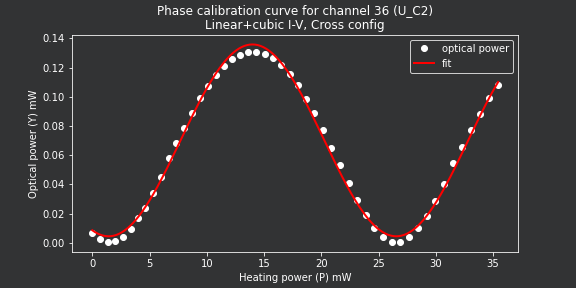 Phase calibration curve for channel 36 (U_C2)
Linear+cubic I-V, Cross config
optical power
fit
Optical power (Y) mW
0.14
0.12
0.10
0.08
0.06
0.04
0.02
0.00
0
5
10
15
20
25
30
35
Heating power (P) mW